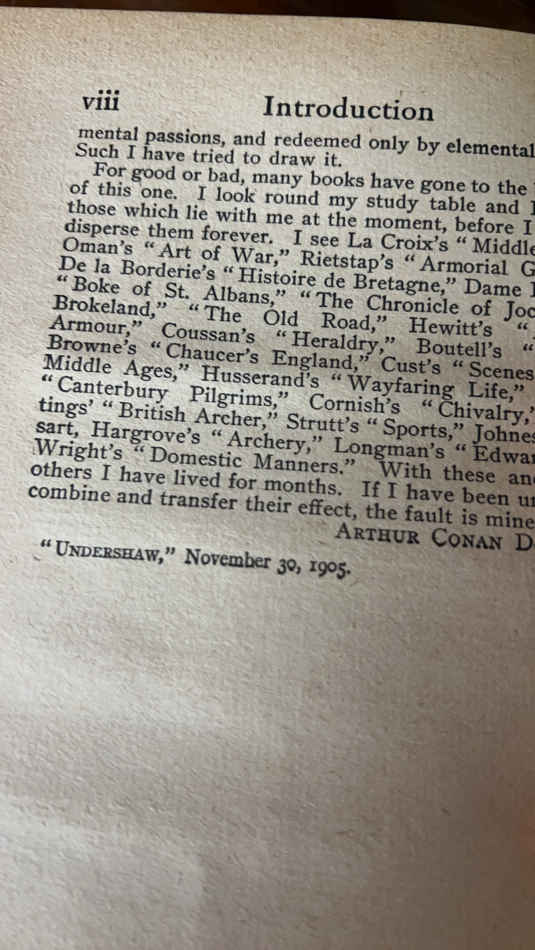 viii Introduction
mental passions, and redeemed only by elemental
Such I have tried to draw it.
For good or bad, many books have gone to the
of this one. I look round my study table and I
those which lie with me at the moment, before I
disperse them forever. I see La Croix's “Middle
Oman's “Art of War,” Rietstap's “Armorial G
De la Borderie's “Histoire de Bretagne,” Dame
“Boke of St. Albans,” “The Chronicle of Joc
Brokeland,” “The Old Road,” Hewitt's “
Armour,” Coussan's “Heraldry,” Boutell's “
Browne's “Chaucer's England,” Cust's “Scenes
Middle Ages,” Husserand's “Wayfaring Life,”
“Canterbury Pilgrims,” Cornish's “Chivalry,
tings' “British Archer,” Strutt's “Sports,” Johnes
sart, Hargrove's “Archery,” Longman's “Edwar
Wright's “Domestic Manners.” With these an
others I have lived for months. If I have been u
combine and transfer their effect, the fault is mine
ARTHUR CONAN D
“UNDERSHAW,” November 30, 1905.